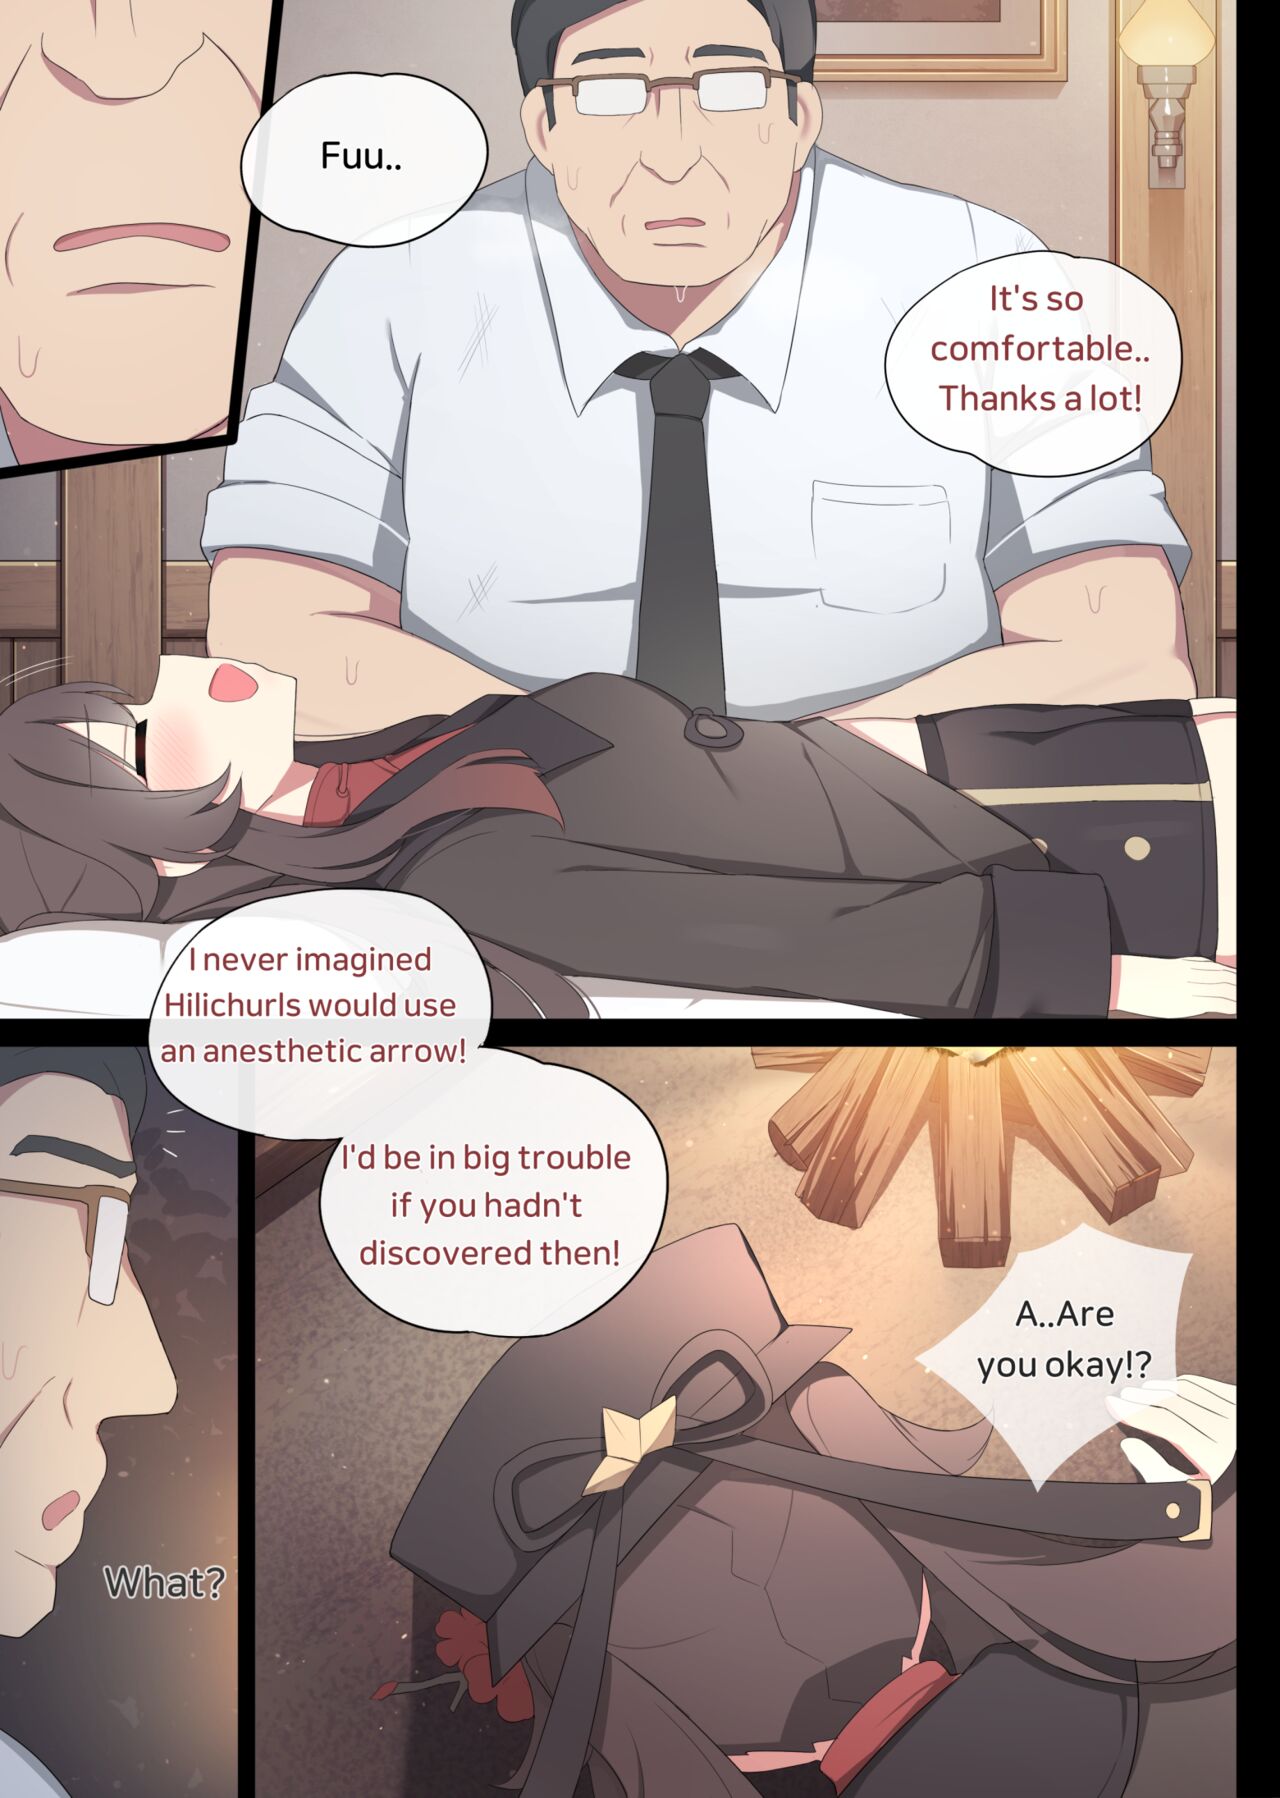 Fuu..
It's so
comfortable..
Thanks a lot!
I never imagined
Hilichurls would use
an anesthetic arrow!
I'd be in big trouble
if you hadn't
discovered then!
A..Are
you okay!?
What?